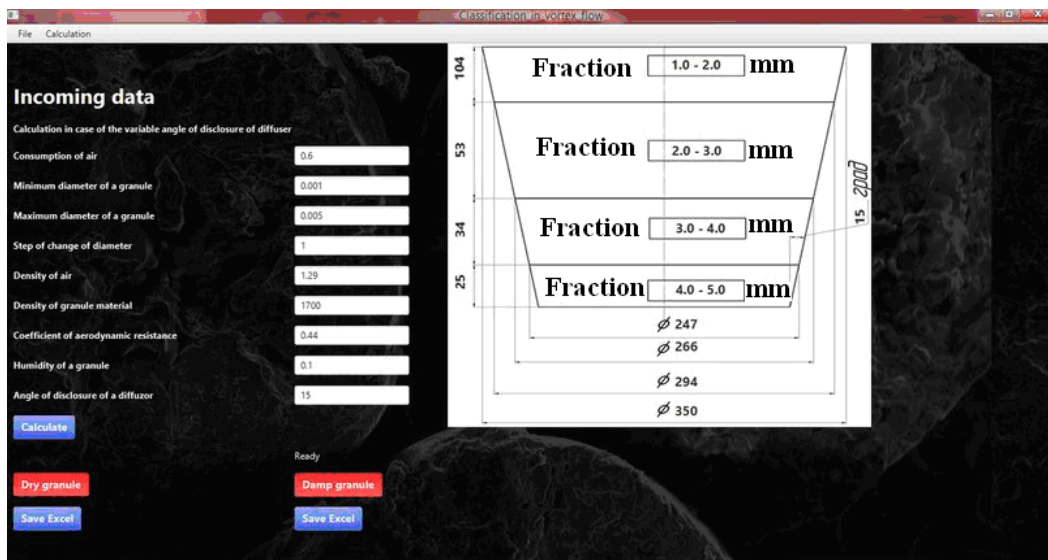 Classification in vortex flow
File Calculation
Incoming data
Calculation in case of the variable angle of disclosure of diffuser
Consumption of air 0.6
Minimum diameter of a granule 0.001
Maximum diameter of a granule 0.005
Step of change of diameter 1
Density of air 1.29
Density of granule material 1700
Coefficient of aerodynamic resistance 0.44
Humidity of a granule 0.1
Angle of disclosure of a diffuzor 15
Calculate
Ready
Dry granule Damp granule
Save Excel Save Excel
104 Fraction 1.0 - 2.0 mm
53 Fraction 2.0 - 3.0 mm
34 Fraction 3.0 - 4.0 mm
25 Fraction 4.0 - 5.0 mm
15 град
⌀ 247
⌀ 266
⌀ 294
⌀ 350